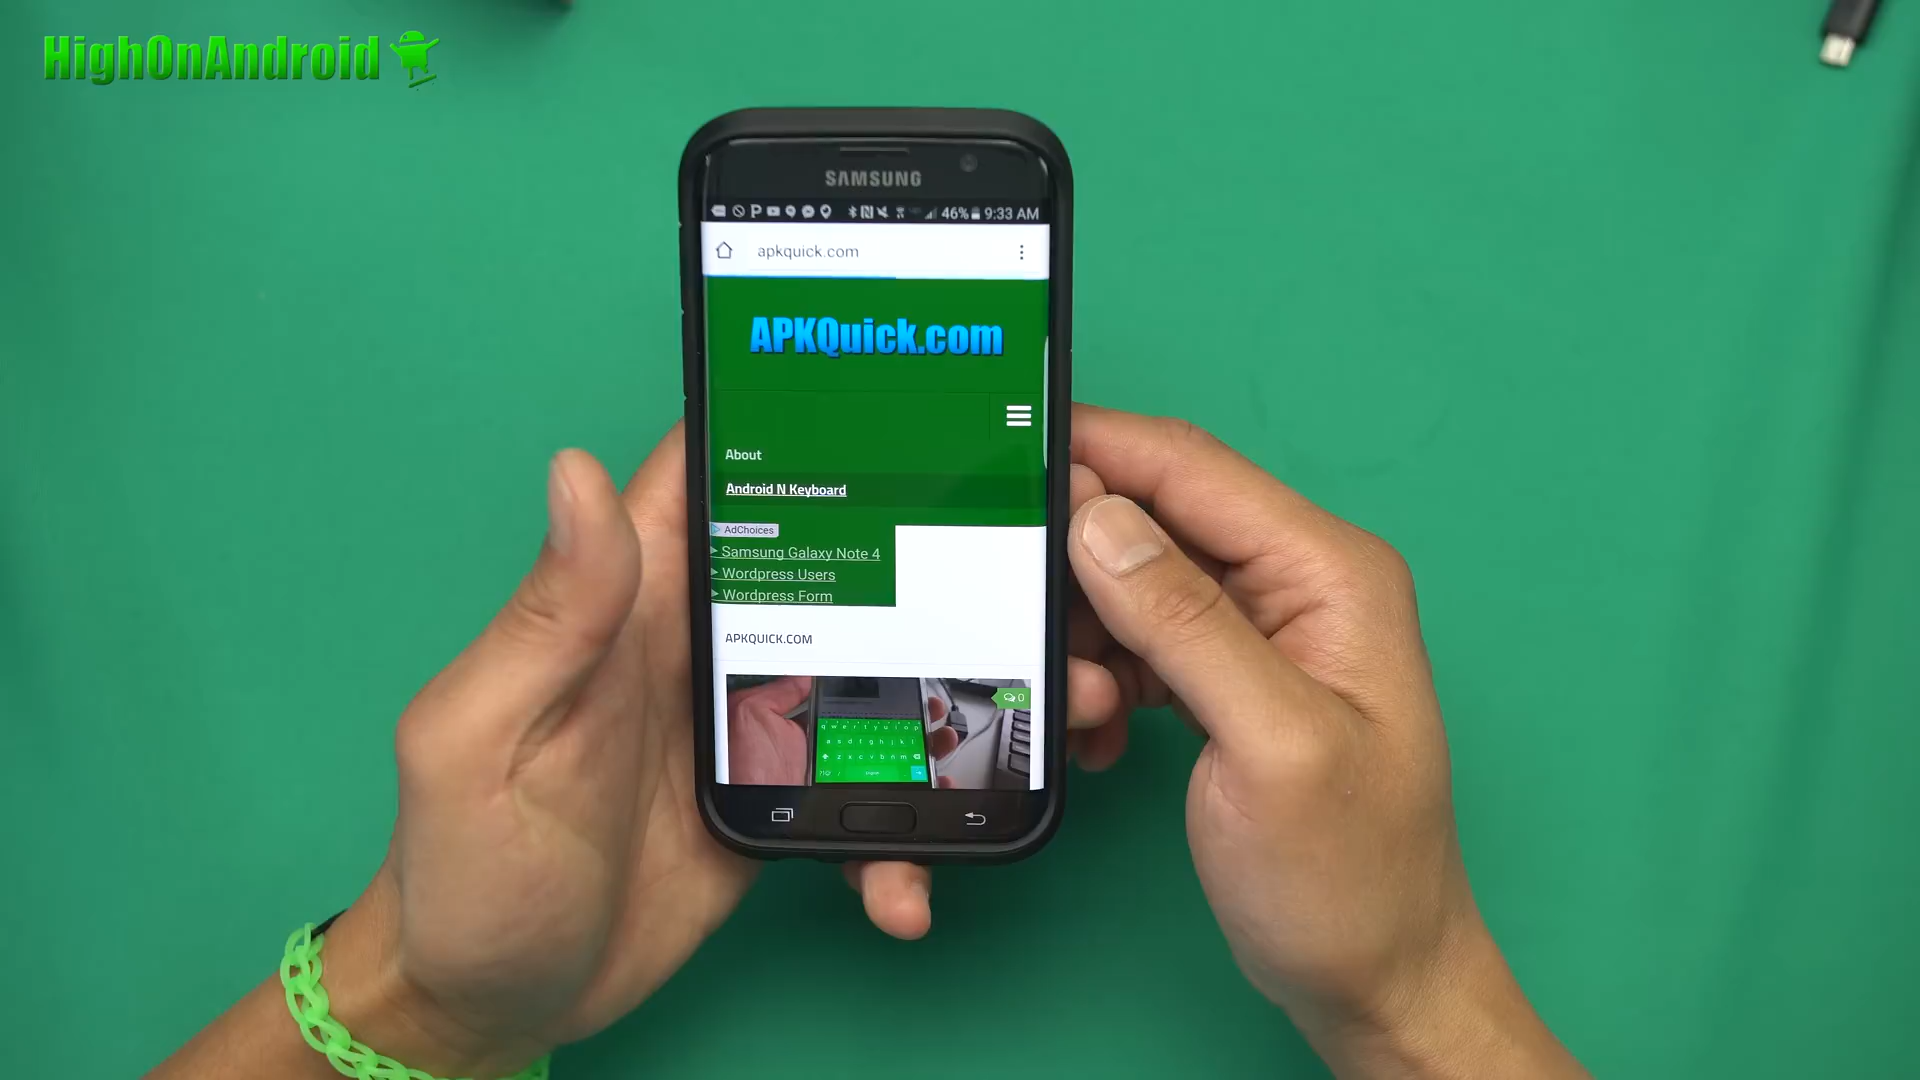 HighOnAndroid
SAMSUNG
46% 9:33 AM
apkquick.com
APKQuick.com
About
Android N Keyboard
AdChoices
Samsung Galaxy Note 4
Wordpress Users
Wordpress Form
APKQUICK.COM
0
q w e r t y u i o p
a s d f g h j k l
z x c v b n m